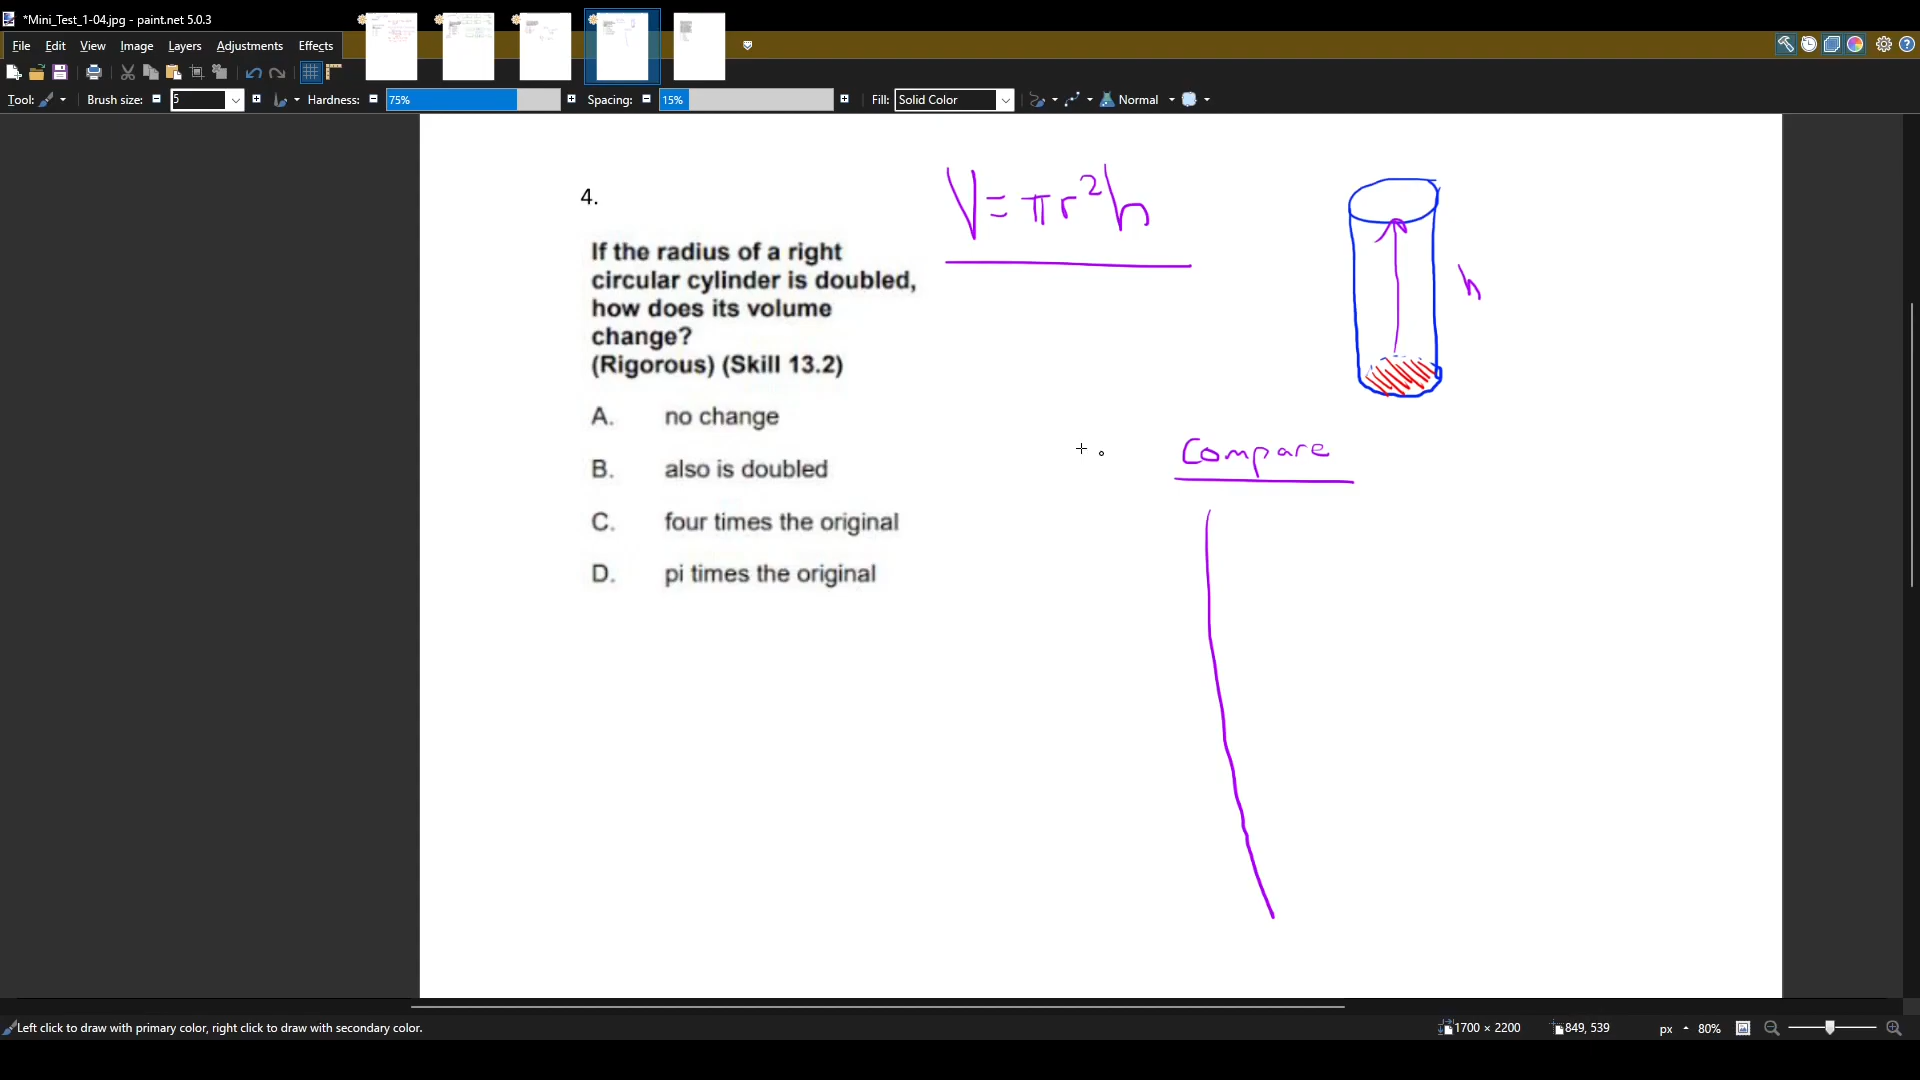 *Mini_Test_1-04.jpg - paint.net 5.0.3
File Edit View Image Layers Adjustments Effects
Tool: Brush size: 5 Hardness: 75% Spacing: 15% Fill: Solid Color Normal
4.
V = πr²h
If the radius of a right
circular cylinder is doubled,
how does its volume
change?
(Rigorous) (Skill 13.2)
h
A. no change
B. also is doubled
C. four times the original
D. pi times the original
Compare
Left click to draw with primary color, right click to draw with secondary color.
1700 × 2200 849, 539 px 80%